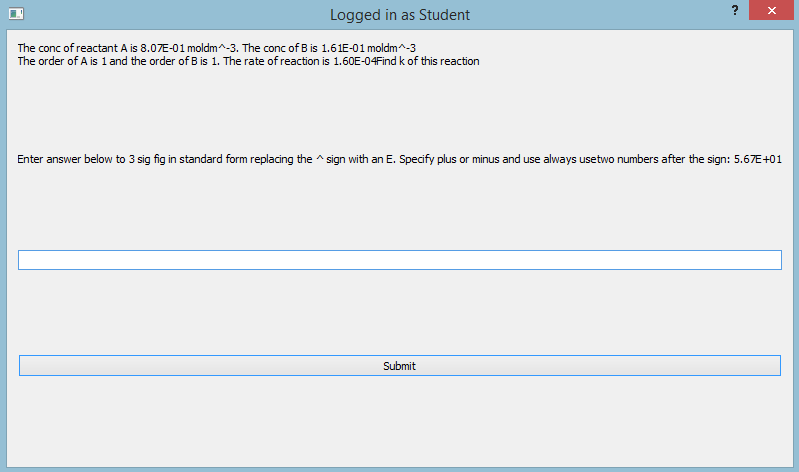 Logged in as Student
?
The conc of reactant A is 8.07E-01 moldm^-3. The conc of B is 1.61E-01 moldm^-3
The order of A is 1 and the order of B is 1. The rate of reaction is 1.60E-04Find k of this reaction
Enter answer below to 3 sig fig in standard form replacing the ^ sign with an E. Specify plus or minus and use always usetwo numbers after the sign: 5.67E+01
Submit